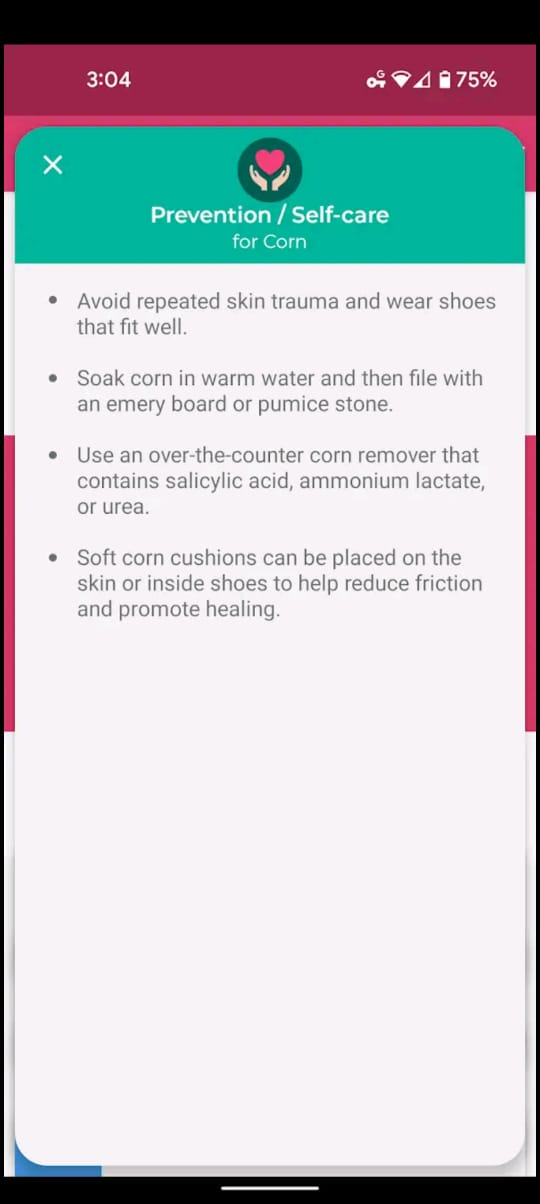 3:04
G 75%
Prevention / Self-care
for Corn
• Avoid repeated skin trauma and wear shoes
that fit well.
• Soak corn in warm water and then file with
an emery board or pumice stone.
• Use an over-the-counter corn remover that
contains salicylic acid, ammonium lactate,
or urea.
• Soft corn cushions can be placed on the
skin or inside shoes to help reduce friction
and promote healing.